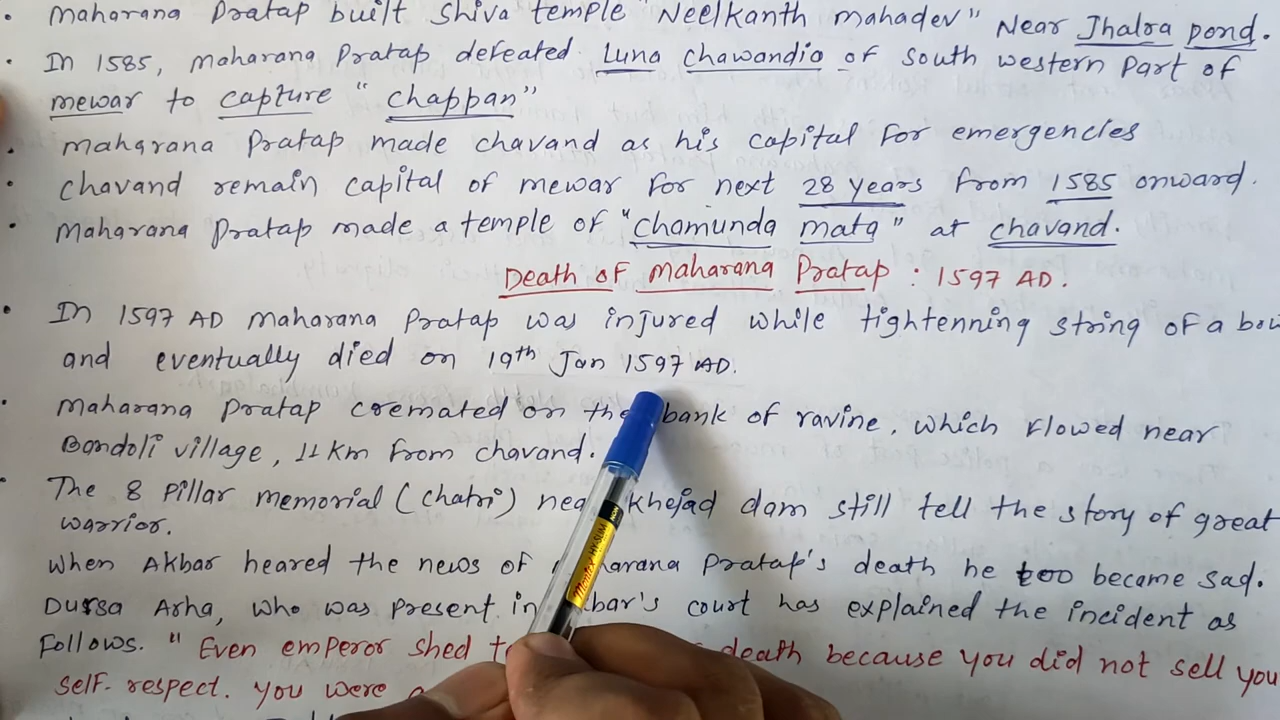 • Maharana Pratap built Shiva temple "Neelkanth mahadev" Near Jhalra pond.
• In 1585, Maharana Pratap defeated Luna Chawandio of South western Part of
mewar to capture "chappan"
• Maharana Pratap made chavand as his capital for emergencies
• Chavand remain capital of mewar for next 28 years from 1585 onward.
• Maharana Pratap made a temple of "Chamunda mata" at chavand.
Death of Maharana Pratap : 1597 AD.
• In 1597 AD Maharana Pratap was injured while tightenning string of a
and eventually died on 19th Jan 1597 AD.
• Maharana Pratap cremated on the bank of ravine, which flowed near
Bandoli village, 11 Km from chavand.
• The 8 Pillar memorial (chatri) khejad dam still tell the story of great
warrior.
When Akbar heared the news of Pratap's death he too became sad.
Dursa Arha, who was present in court has explained the incident as
follows. "Even emperor shed death because you did not sell
self-respect. You were
Montex HY-SLIM